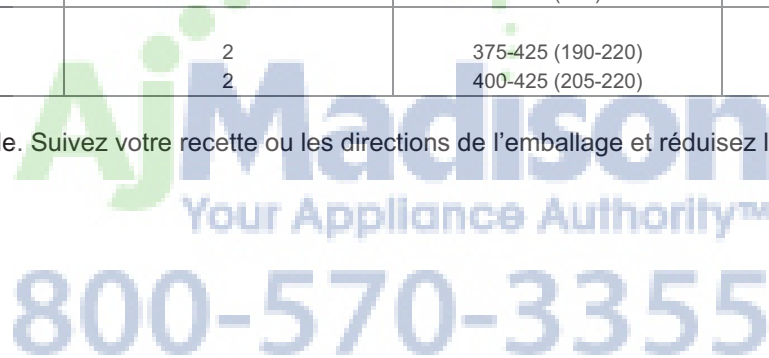 2 375-425 (190-220)
2 400-425 (205-220)
Suivez votre recette ou les directions de l’emballage et réduisez
AjMadison
Your Appliance Authority™
800-570-3355